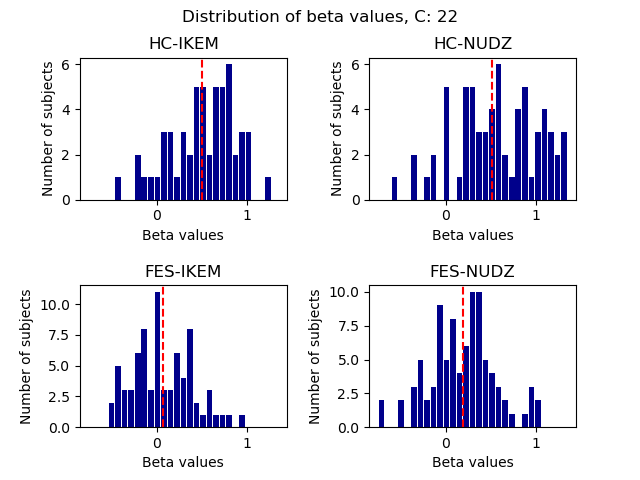 Distribution of beta values, C: 22
HC-IKEM
HC-NUDZ
Number of subjects
6
4
2
0
0
1
Beta values
Number of subjects
6
4
2
0
0
1
Beta values
FES-IKEM
FES-NUDZ
Number of subjects
10.0
7.5
5.0
2.5
0.0
0
1
Beta values
Number of subjects
10.0
7.5
5.0
2.5
0.0
0
1
Beta values